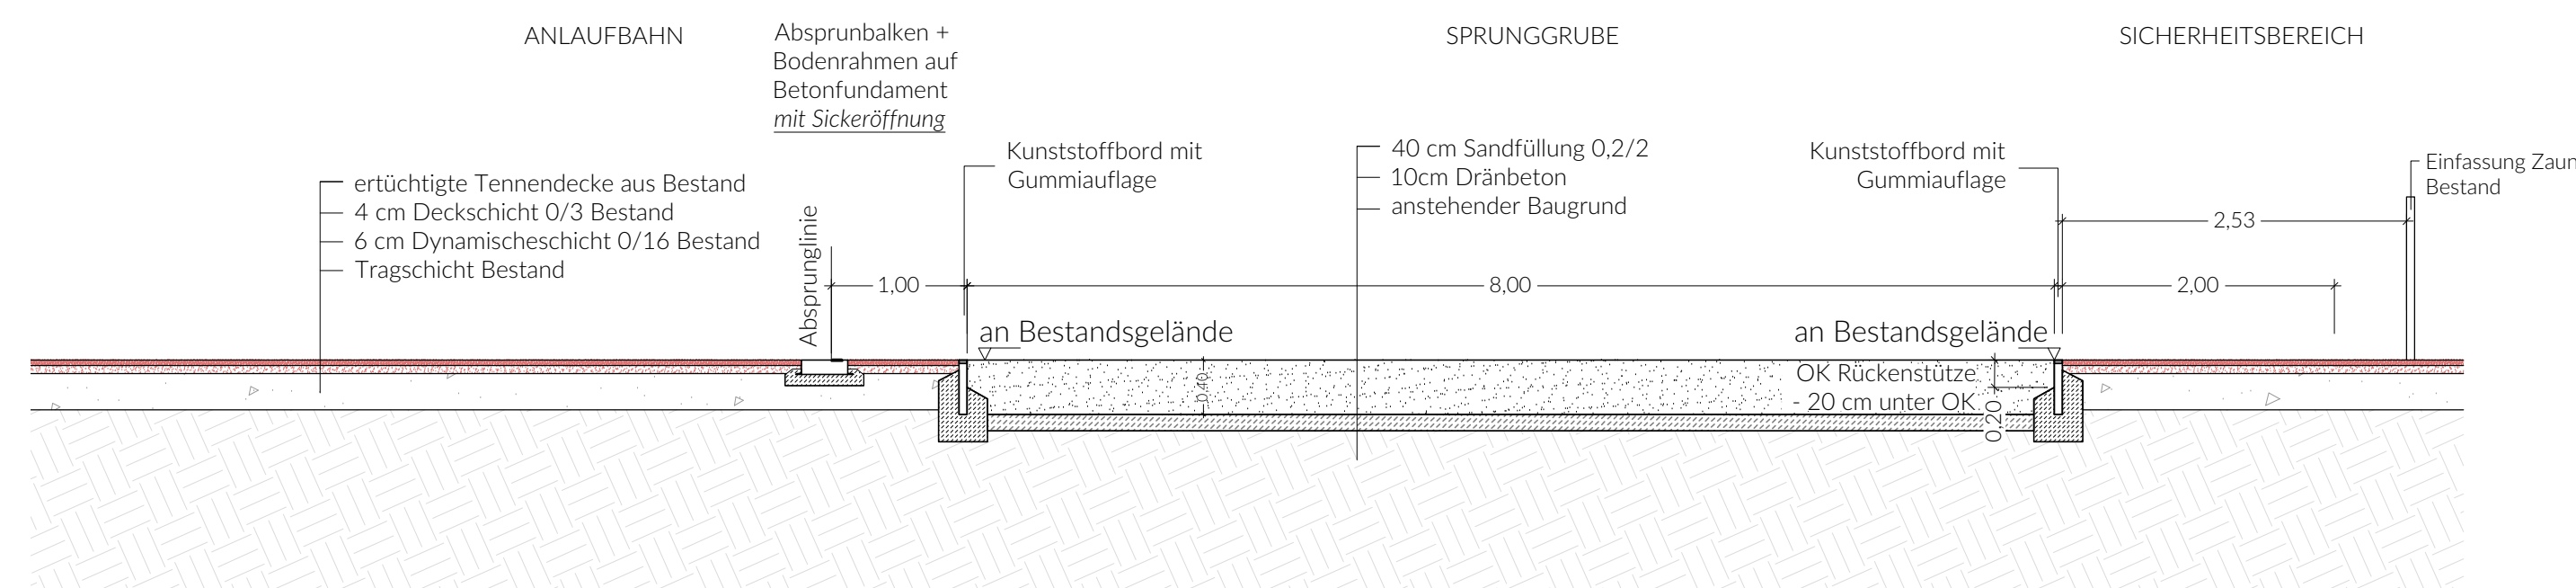 ANLAUFBAHN
Absprunbalken +
Bodenrahmen auf
Betonfundament
mit Sickeröffnung
SPRUNGGRUBE
SICHERHEITSBEREICH
ertüchtigte Tennendecke aus Bestand
4 cm Deckschicht 0/3 Bestand
6 cm Dynamischeschicht 0/16 Bestand
Tragschicht Bestand
Absprunglinie
Kunststoffbord mit
Gummiauflage
40 cm Sandfüllung 0,2/2
10cm Dränbeton
anstehender Baugrund
Kunststoffbord mit
Gummiauflage
Einfassung Zaun
Bestand
2,53
1,00
8,00
2,00
an Bestandsgelände
an Bestandsgelände
0,40
OK Rückenstütze
- 20 cm unter OK
0,20